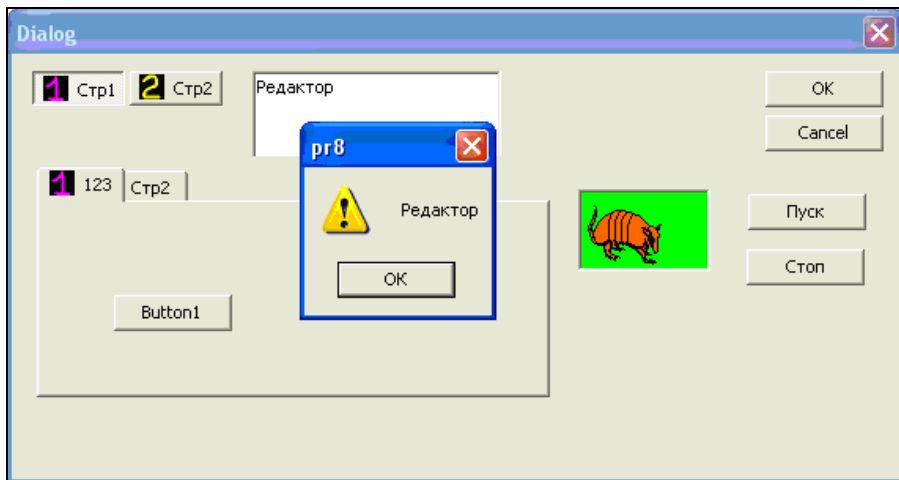 Dialog
1 Стр1 2 Стр2
Редактор
OK
Cancel
pr8
Редактор
OK
1 123 Стр2
Button1
Пуск
Стоп